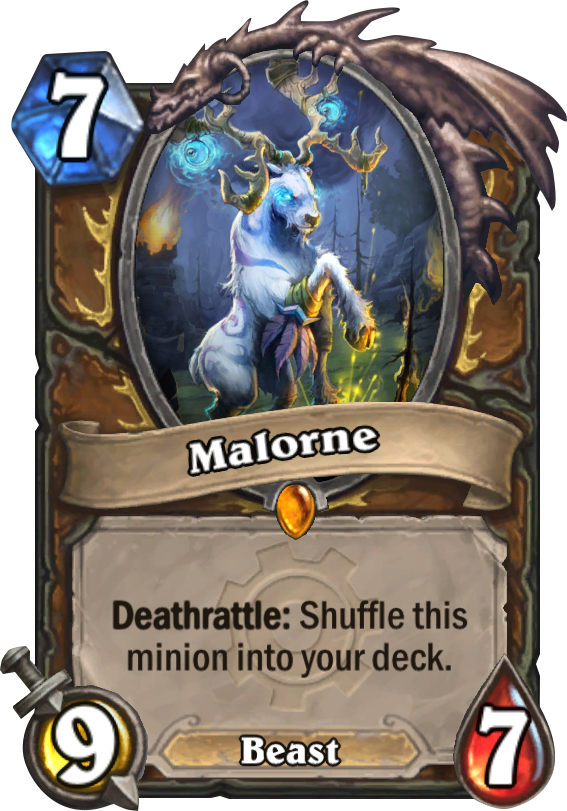 7
Malorne
Deathrattle: Shuffle this
minion into your deck.
9
Beast
7